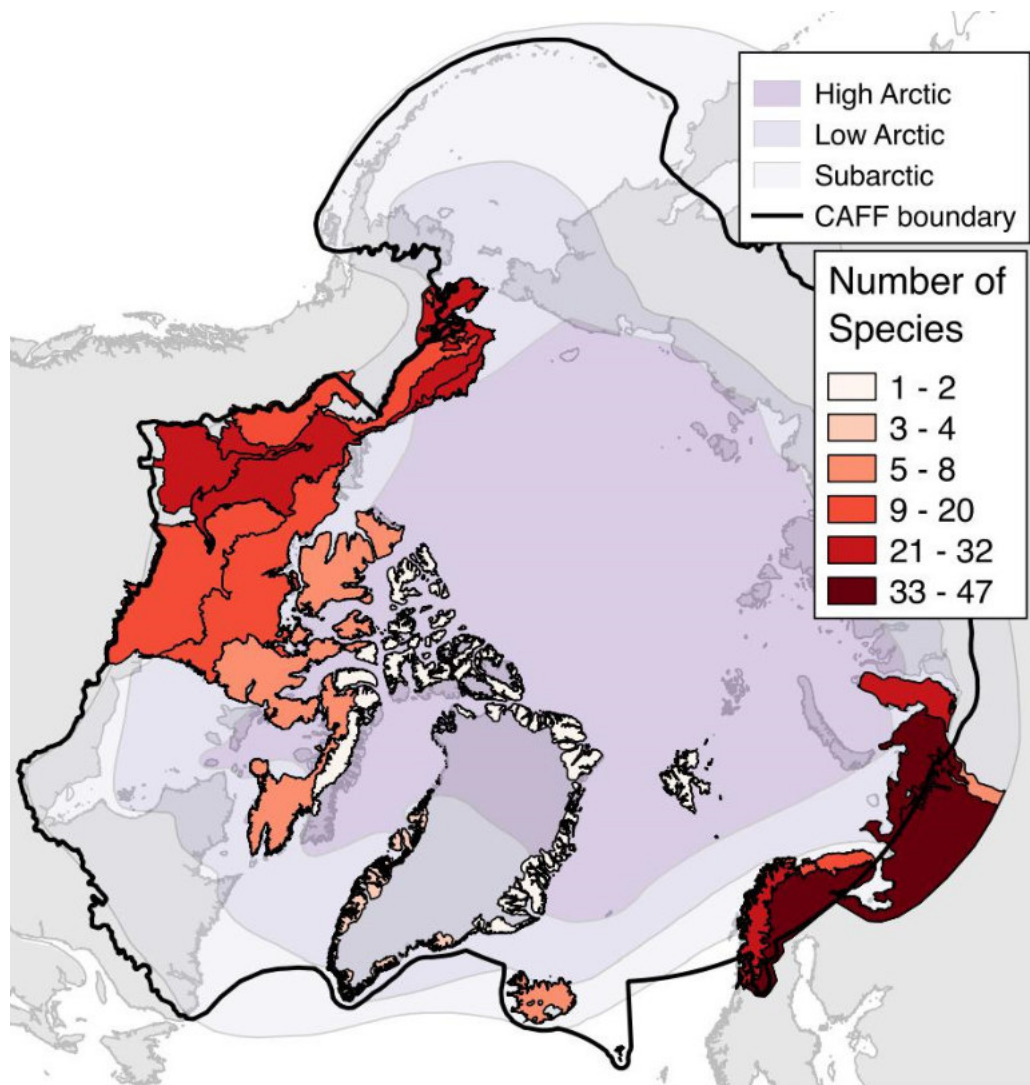 High Arctic
Low Arctic
Subarctic
CAFF boundary
Number of
Species
1 - 2
3 - 4
5 - 8
9 - 20
21 - 32
33 - 47